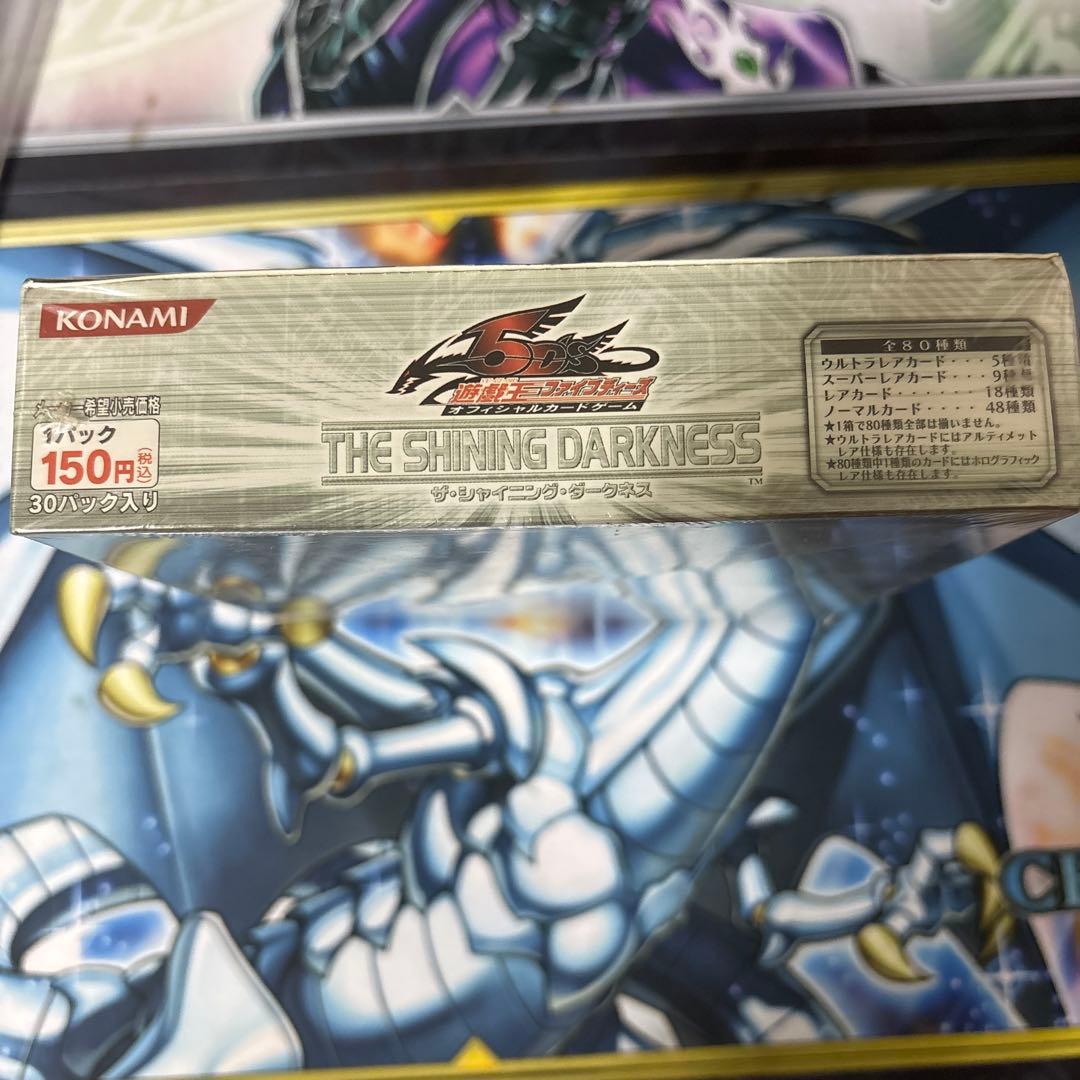 KONAMI
5D's
遊戯王ファイブディーズ
オフィシャルカードゲーム
THE SHINING DARKNESS
TM
ザ・シャイニング・ダークネス
希望小売価格
1パック
150円(税込)
30パック入り
全80種類
ウルトラレアカード・・・5種類
スーパーレアカード・・・9種類
レアカード・・・・・・18種類
ノーマルカード・・・・・48種類
★1箱で80種類全部は揃いません。
★ウルトラレアカードにはアルティメット
レア仕様も存在します。
★80種類中1種類のカードにはホログラフィック
レア仕様も存在します。